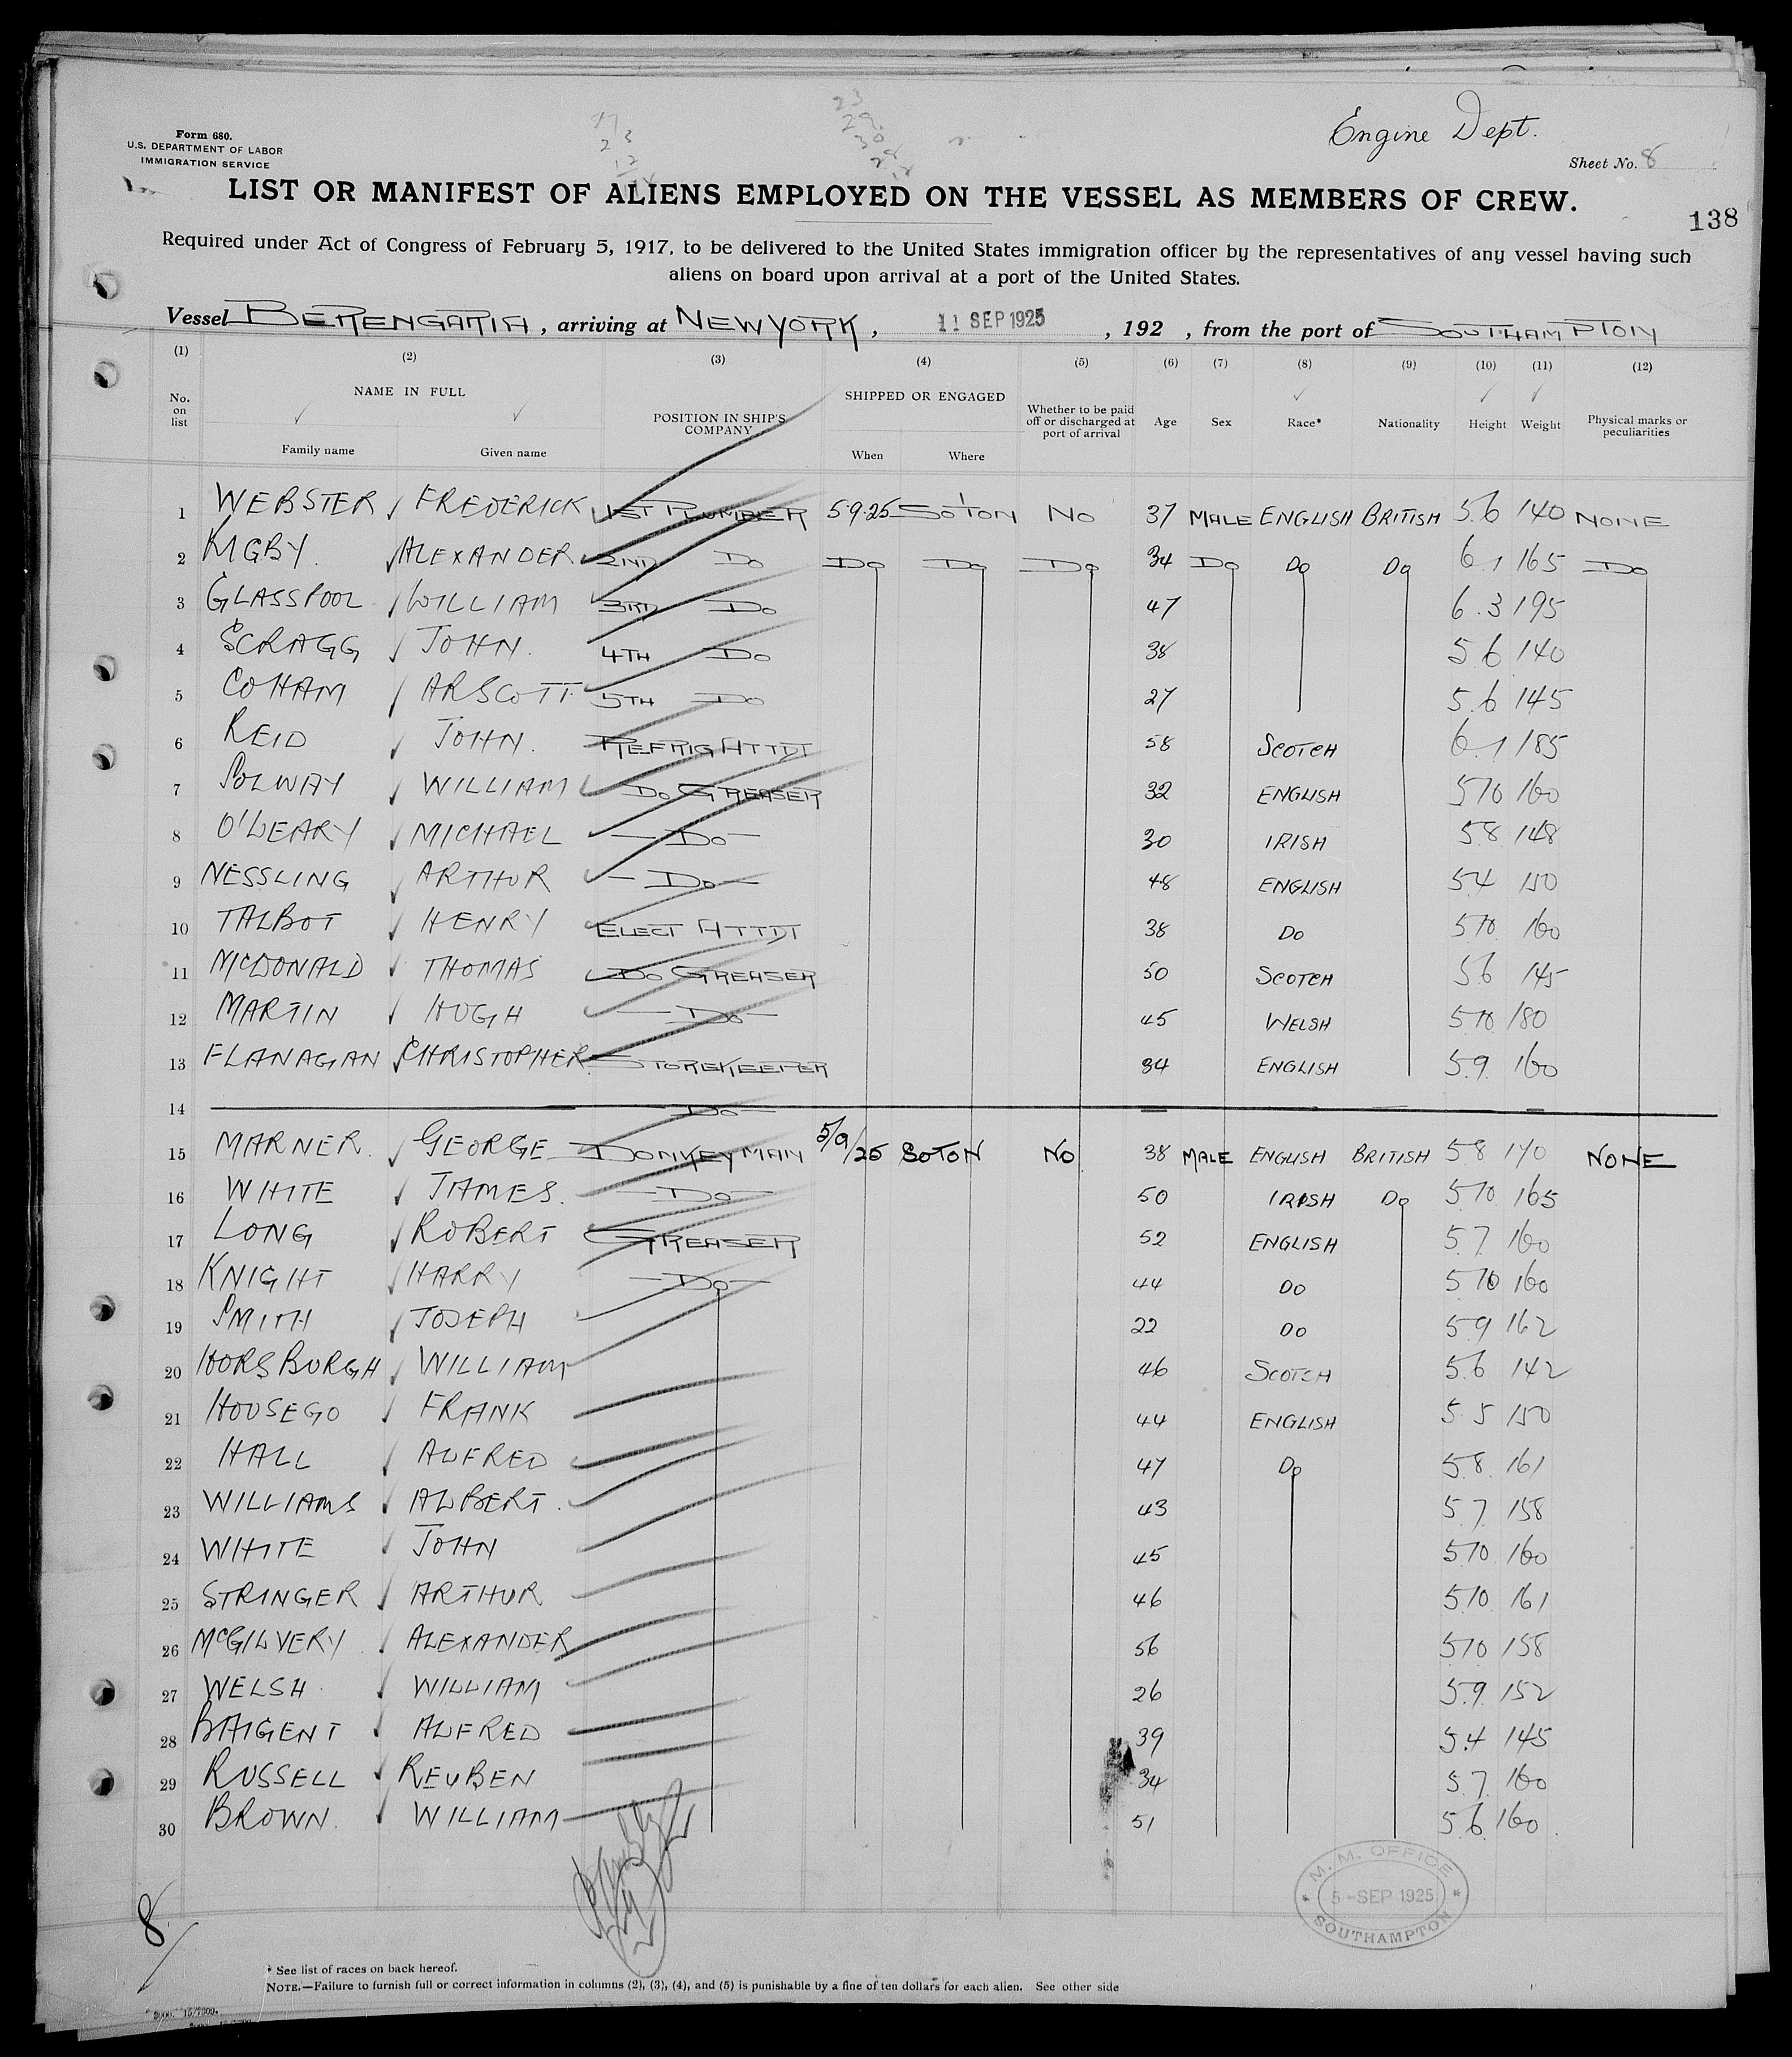 Engine Dept.
Form 680.
U.S. DEPARTMENT OF LABOR
IMMIGRATION SERVICE
Sheet No. 8
LIST OR MANIFEST OF ALIENS EMPLOYED ON THE VESSEL AS MEMBERS OF CREW.
138
Required under Act of Congress of February 5, 1917, to be delivered to the United States immigration officer by the representatives of any vessel having such
aliens on board upon arrival at a port of the United States.
Vessel BERENGARIA, arriving at NEW YORK, 11 SEP 1925, 192 , from the port of SOUTHAMPTON
(1) (2) (3) (4) (5) (6) (7) (8) (9) (10) (11) (12)
No. on list NAME IN FULL Family name Given name POSITION IN SHIP'S COMPANY SHIPPED OR ENGAGED When Where Whether to be paid off or discharged at port of arrival Age Sex Race* Nationality Height Weight Physical marks or peculiarities
1 WEBSTER FREDERICK 1ST PLUMBER 5.9.25 SO'TON NO 37 MALE ENGLISH BRITISH 5.6 140 NONE
2 ALEXANDER 2ND DO DO DO DO 34 DO DO DO 6.1 165 DO
3 GLASSPOOL WILLIAM 3RD DO 47 6.3 195
4 SCRAGG JOHN. 4TH DO 38 5.6 140
5 COHAM ARSCOTT 5TH DO 27 5.6 145
6 REID JOHN. REFRIG ATTDT 58 SCOTCH 6.1 185
7 SOLWAY WILLIAM DO GREASER 32 ENGLISH 5 10 160
8 O'LEARY MICHAEL DO 30 IRISH 5.8 148
9 NESSLING ARTHUR DO 48 ENGLISH 5.4 150
10 TALBOT HENRY ELECT ATTDT 38 DO 5 10 160
11 McDONALD THOMAS DO GREASER 50 SCOTCH 5 6 145
12 MARTIN HUGH DO 45 WELSH 5 10 180
13 FLANAGAN CHRISTOPHER STOREKEEPER 34 ENGLISH 5.9 160
14 DO
15 MARNER. GEORGE DONKEYMAN 5/9/25 SOTON NO 38 MALE ENGLISH BRITISH 5 8 170 NONE
16 WHITE JAMES. DO 50 IRISH DO 5 10 165
17 LONG ROBERT GREASER 52 ENGLISH 5.7 160
18 KNIGHT HARRY DO 44 DO 5 10 160
19 SMITH JOSEPH 22 DO 5 9 162
20 HORSBURGH WILLIAM 46 SCOTCH 5.6 142
21 HOUSEGO FRANK 44 ENGLISH 5.5 150
22 HALL ALFRED 47 DO 5.8 161
23 WILLIAMS ALBERT. 43 5.7 158
24 WHITE JOHN 45 5 10 160
25 STRINGER ARTHUR 46 5.10 161
26 McGILVERY ALEXANDER 56 5 10 158
27 WELSH WILLIAM 26 5.9 152
28 BAIGENT ALFRED 39 5.4 145
29 RUSSELL REUBEN 34 5.7 160
30 BROWN. WILLIAM 51 5.6 160
M. M. OFFICE
5 -SEP 1925
SOUTHAMPTON
8
* See list of races on back hereof.
NOTE.—Failure to furnish full or correct information in columns (2), (3), (4), and (5) is punishable by a fine of ten dollars for each alien. See other side